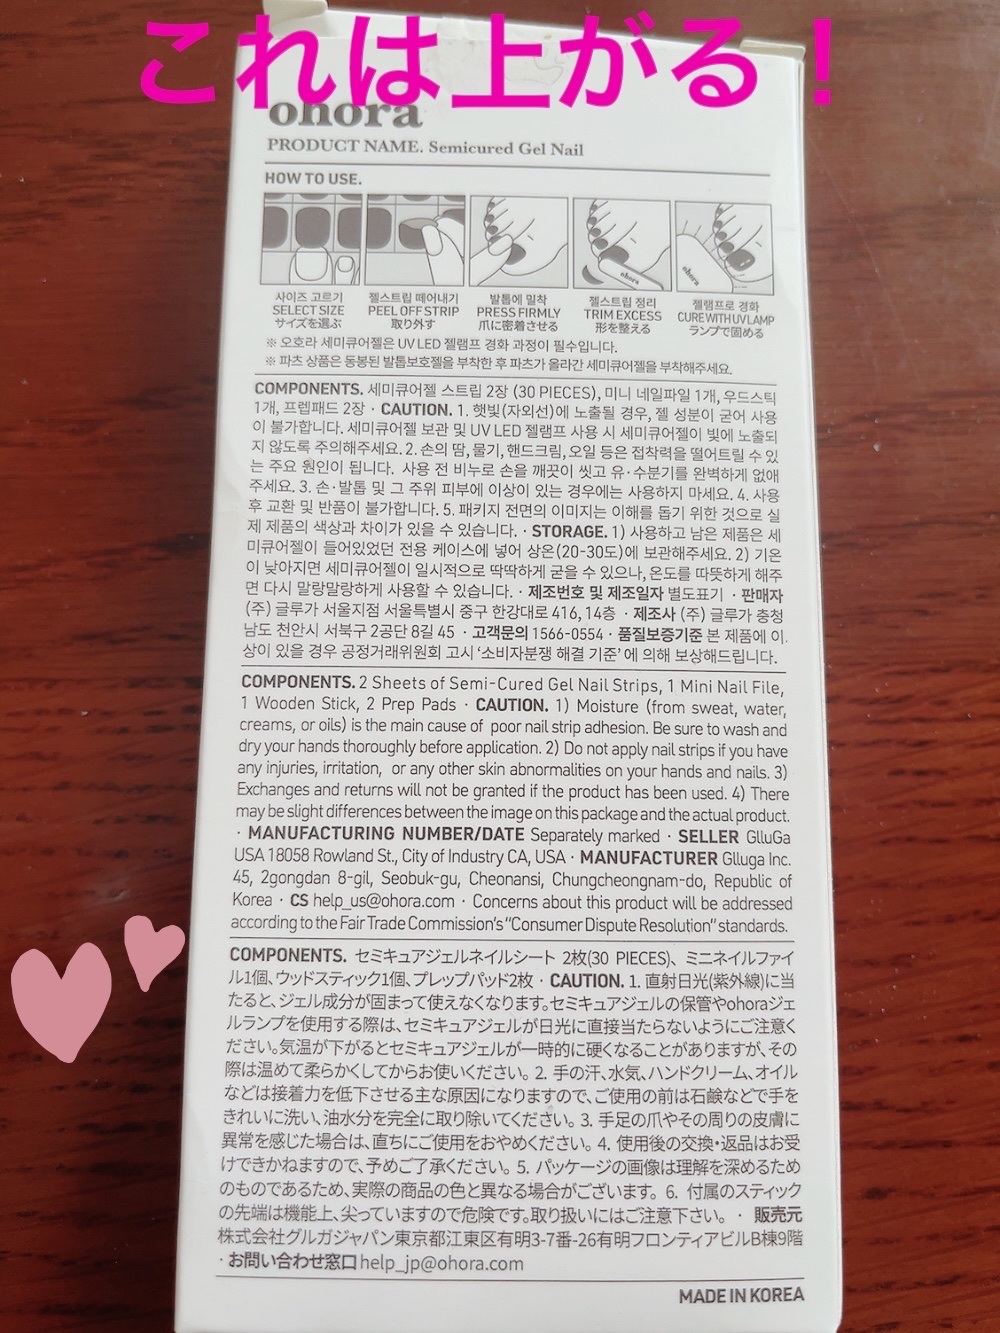 これは上がる！
ohora
PRODUCT NAME. Semicured Gel Nail
HOW TO USE.
사이즈 고르기
SELECT SIZE
サイズを選ぶ
젤스트립 떼어내기
PEEL OFF STRIP
取り外す
발톱에 밀착
PRESS FIRMLY
爪に密着させる
ohora
젤스트립 정리
TRIM EXCESS
形を整える
ohora
젤램프로 경화
CURE WITH UV LAMP
ランプで固める
※ 오호라 세미큐어젤은 UV LED 젤램프 경화 과정이 필수입니다.
※ 파츠 상품은 동봉된 발톱보호젤을 부착한 후 파츠가 올라간 세미큐어젤을 부착해주세요.
COMPONENTS. 세미큐어젤 스트립 2장 (30 PIECES), 미니 네일파일 1개, 우드스틱
1개, 프렙패드 2장 · CAUTION. 1. 햇빛(자외선)에 노출될 경우, 젤 성분이 굳어 사용
이 불가합니다. 세미큐어젤 보관 및 UV LED 젤램프 사용 시 세미큐어젤이 빛에 노출되
지 않도록 주의해주세요. 2. 손의 땀, 물기, 핸드크림, 오일 등은 접착력을 떨어트릴 수 있
는 주요 원인이 됩니다. 사용 전 비누로 손을 깨끗이 씻고 유·수분기를 완벽하게 없애
주세요. 3. 손·발톱 및 그 주위 피부에 이상이 있는 경우에는 사용하지 마세요. 4. 사용
후 교환 및 반품이 불가합니다. 5. 패키지 전면의 이미지는 이해를 돕기 위한 것으로 실
제 제품의 색상과 차이가 있을 수 있습니다. · STORAGE. 1) 사용하고 남은 제품은 세
미큐어젤이 들어있었던 전용 케이스에 넣어 상온(20-30도)에 보관해주세요. 2) 기온
이 낮아지면 세미큐어젤이 일시적으로 딱딱하게 굳을 수 있으나, 온도를 따뜻하게 해주
면 다시 말랑말랑하게 사용할 수 있습니다. · 제조번호 및 제조일자 별도표기 · 판매자
(주) 글루가 서울지점 서울특별시 중구 한강대로 416, 14층 · 제조사 (주) 글루가 충청
남도 천안시 서북구 2공단 8길 45 · 고객문의 1566-0554 · 품질보증기준 본 제품에 이
상이 있을 경우 공정거래위원회 고시 ‘소비자분쟁 해결 기준’ 에 의해 보상해드립니다.
COMPONENTS. 2 Sheets of Semi-Cured Gel Nail Strips, 1 Mini Nail File,
1 Wooden Stick, 2 Prep Pads · CAUTION. 1) Moisture (from sweat, water,
creams, or oils) is the main cause of poor nail strip adhesion. Be sure to wash and
dry your hands thoroughly before application. 2) Do not apply nail strips if you have
any injuries, irritation, or any other skin abnormalities on your hands and nails. 3)
Exchanges and returns will not be granted if the product has been used. 4) There
may be slight differences between the image on this package and the actual product.
· MANUFACTURING NUMBER/DATE Separately marked · SELLER GlluGa
USA 18058 Rowland St., City of Industry CA, USA · MANUFACTURER Glluga Inc.
45, 2gongdan 8-gil, Seobuk-gu, Cheonansi, Chungcheongnam-do, Republic of
Korea · CS help_us@ohora.com · Concerns about this product will be addressed
according to the Fair Trade Commission's "Consumer Dispute Resolution" standards.
COMPONENTS. セミキュアジェルネイルシート 2枚(30 PIECES)、ミニネイルファイ
ル1個、ウッドスティック1個、プレップパッド2枚 · CAUTION. 1. 直射日光(紫外線)に当
たると、ジェル成分が固まって使えなくなります。セミキュアジェルの保管やohoraジェ
ルランプを使用する際は、セミキュアジェルが日光に直接当たらないようにご注意く
ださい。気温が下がるとセミキュアジェルが一時的に硬くなることがありますが、その
際は温めて柔らかくしてからお使いください。2. 手の汗、水気、ハンドクリーム、オイル
などは接着力を低下させる主な原因になりますので、ご使用の前は石鹸などで手を
きれいに洗い、油水分を完全に取り除いてください。3. 手足の爪やその周りの皮膚に
異常を感じた場合は、直ちにご使用をおやめください。4. 使用後の交換・返品はお受
けできかねますので、予めご了承ください。5. パッケージの画像は理解を深めるため
のものであるため、実際の商品の色と異なる場合がございます。6. 付属のスティック
の先端は機能上、尖っていますので危険です。取り扱いにはご注意下さい。 · 販売元
株式会社グルガジャパン東京都江東区有明3-7番-26有明フロンティアビルB棟9階
· お問い合わせ窓口 help_jp@ohora.com
MADE IN KOREA